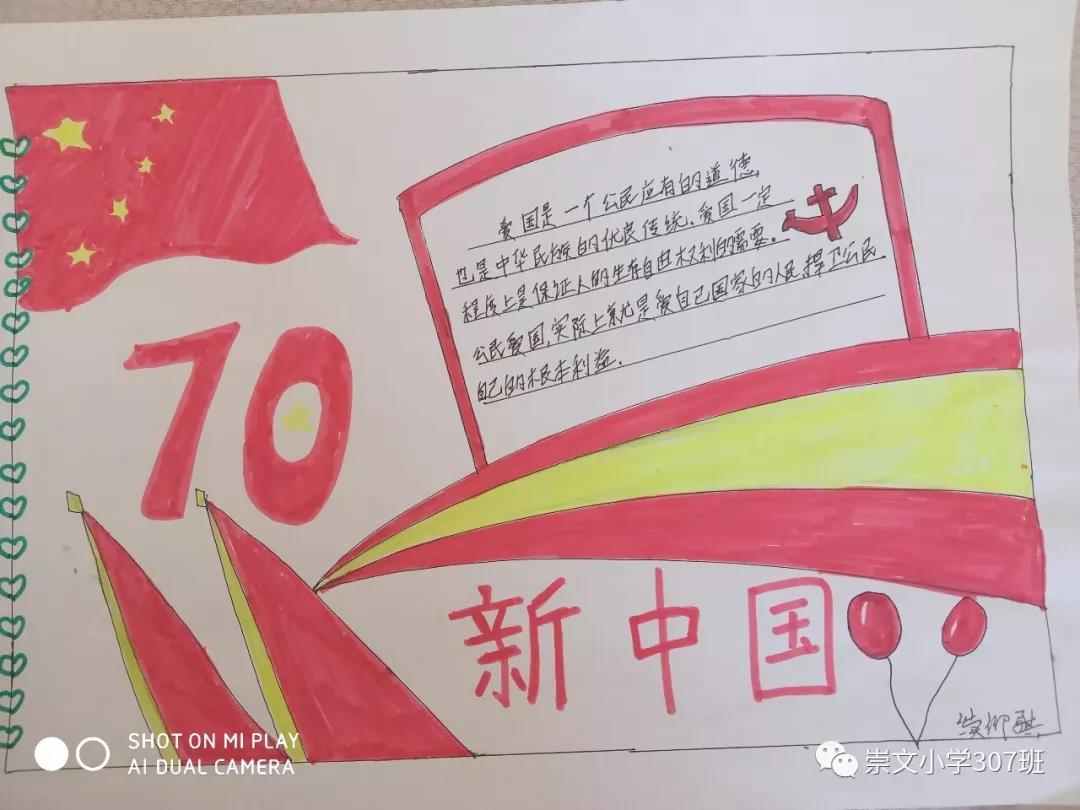 70
爱国是一个公民应有的道德,
也是中华民族的优良传统、爱国一定
程度上是保证人的生存自由权利的需要。
公民爱国,实际上就是爱自己国家的人民,捍卫公民
自己的根本利益.
新中国
SHOT ON MI PLAY
AI DUAL CAMERA
崇文小学307班